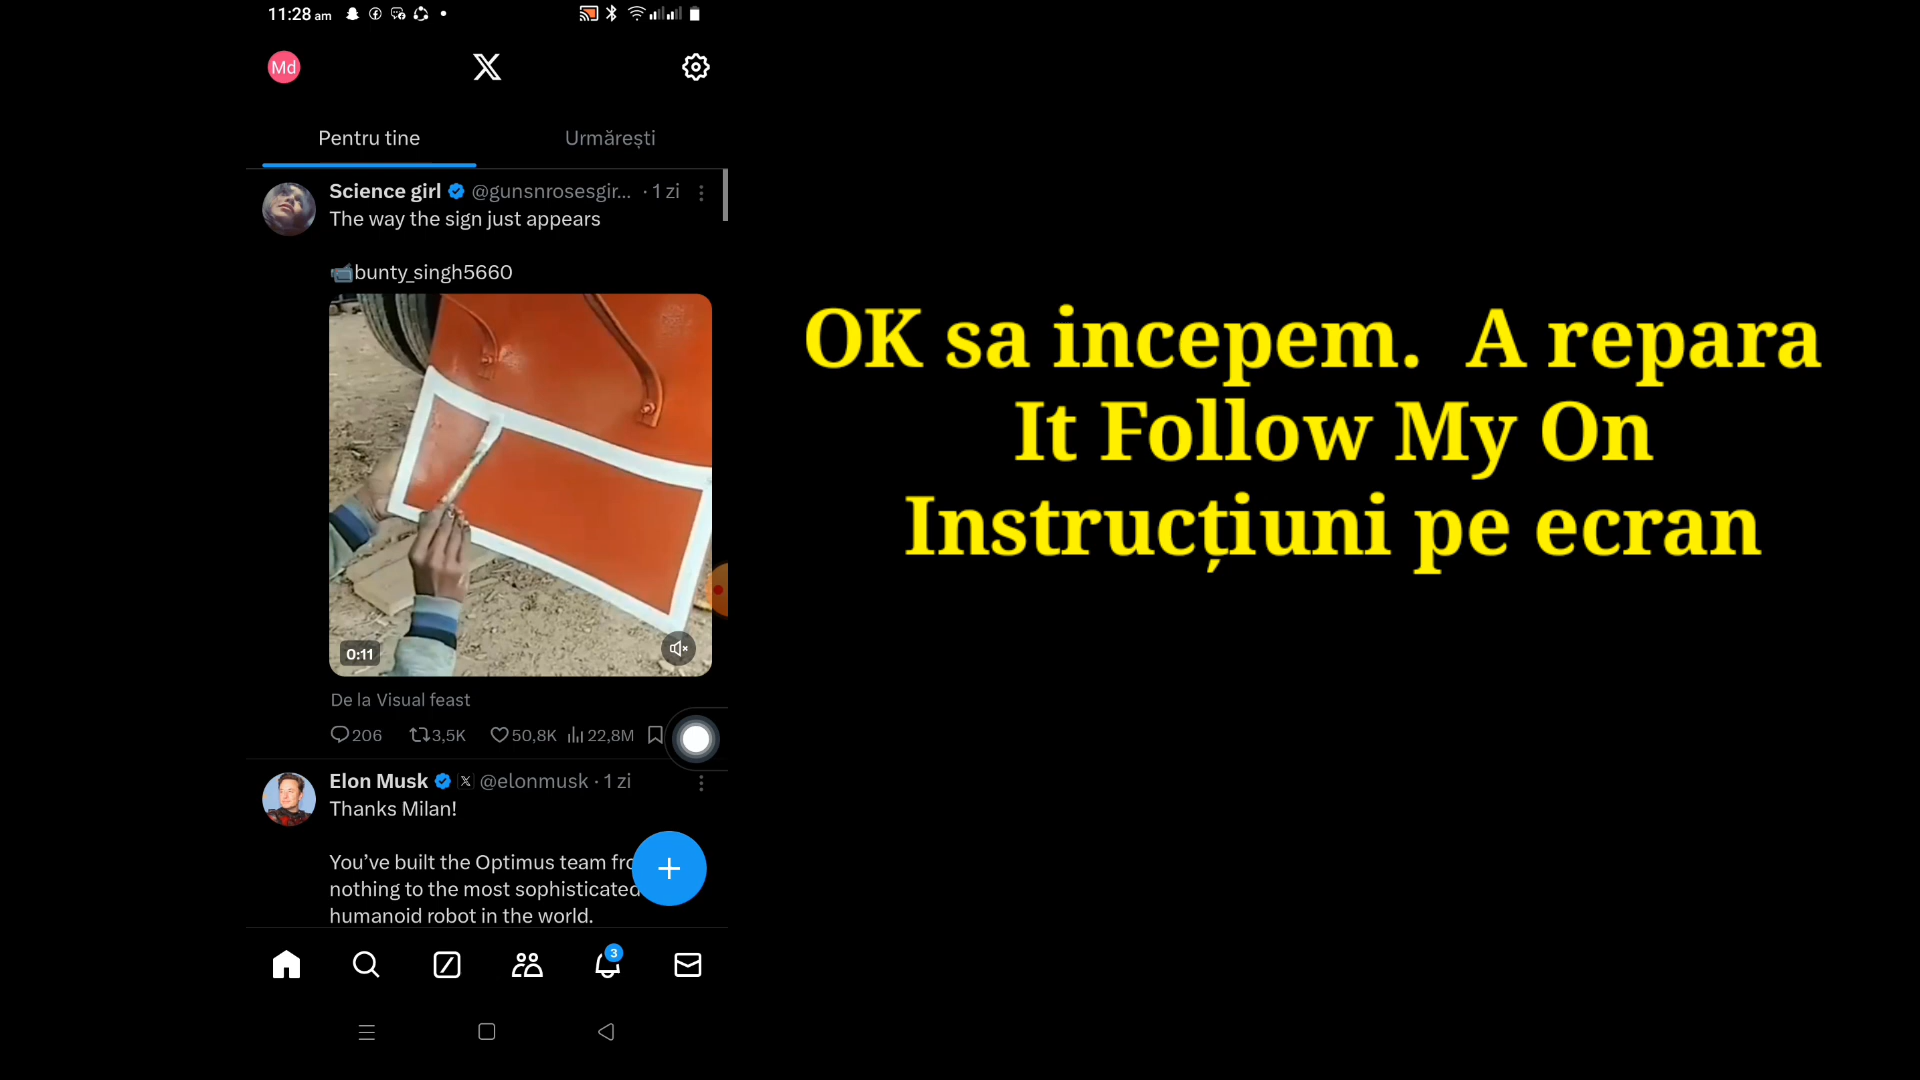 11:28 am
Md
Pentru tine
Urmărești
Science girl @gunsnrosesgir... · 1 zi
The way the sign just appears
bunty_singh5660
0:11
De la Visual feast
206 3,5K 50,8K 22,8M
Elon Musk @elonmusk · 1 zi
Thanks Milan!
You’ve built the Optimus team fro
nothing to the most sophisticated
humanoid robot in the world.
3
OK sa incepem. A repara
It Follow My On
Instrucțiuni pe ecran